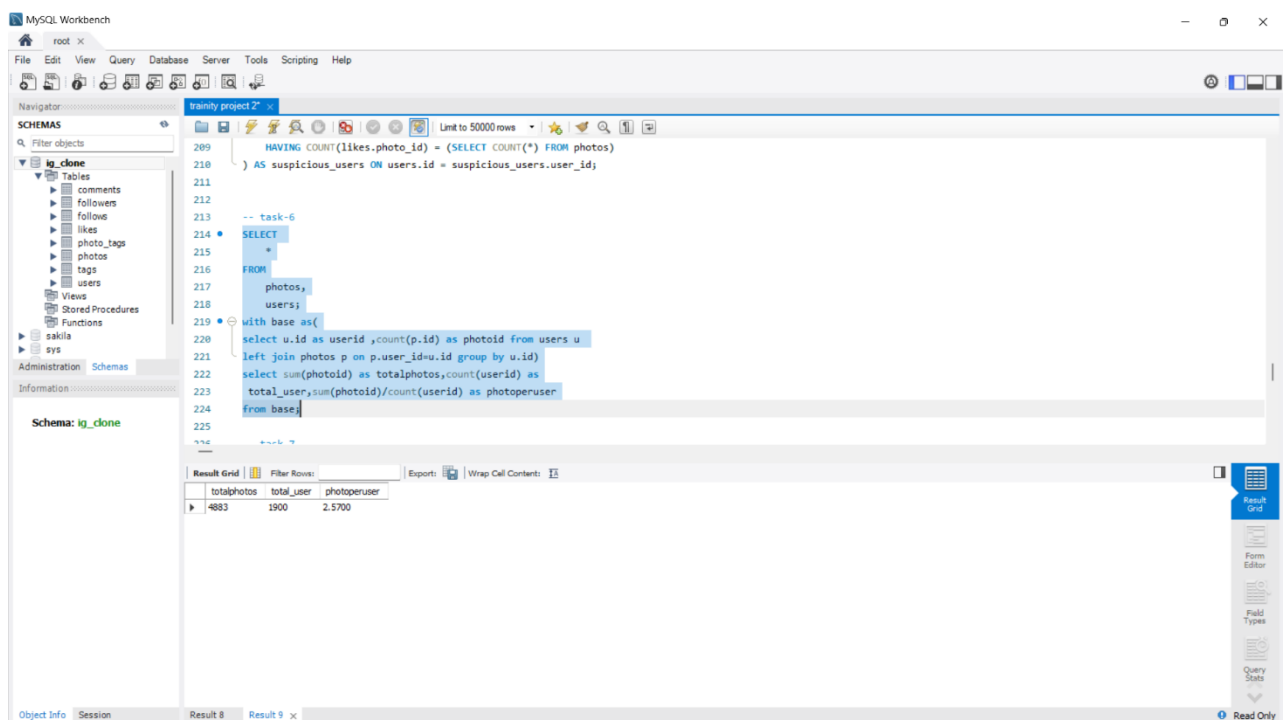 MySQL Workbench
root ×
File Edit View Query Database Server Tools Scripting Help
Navigator
trainity project 2* ×
SCHEMAS
Filter objects
ig_clone
Tables
comments
followers
follows
likes
photo_tags
photos
tags
users
Views
Stored Procedures
Functions
sakila
sys
Administration Schemas
Information
Schema: ig_clone
Limit to 50000 rows
209 HAVING COUNT(likes.photo_id) = (SELECT COUNT(*) FROM photos)
210 ) AS suspicious_users ON users.id = suspicious_users.user_id;
211
212
213 -- task-6
214 SELECT
215 *
216 FROM
217 photos,
218 users;
219 with base as(
220 select u.id as userid ,count(p.id) as photoid from users u
221 left join photos p on p.user_id=u.id group by u.id)
222 select sum(photoid) as totalphotos,count(userid) as
223 total_user,sum(photoid)/count(userid) as photoperuser
224 from base;
225
226 task-7
Result Grid Filter Rows: Export: Wrap Cell Content:
totalphotos total_user photoperuser
4883 1900 2.5700
Result Grid
Form Editor
Field Types
Query Stats
Object Info Session
Result 8 Result 9 ×
Read Only